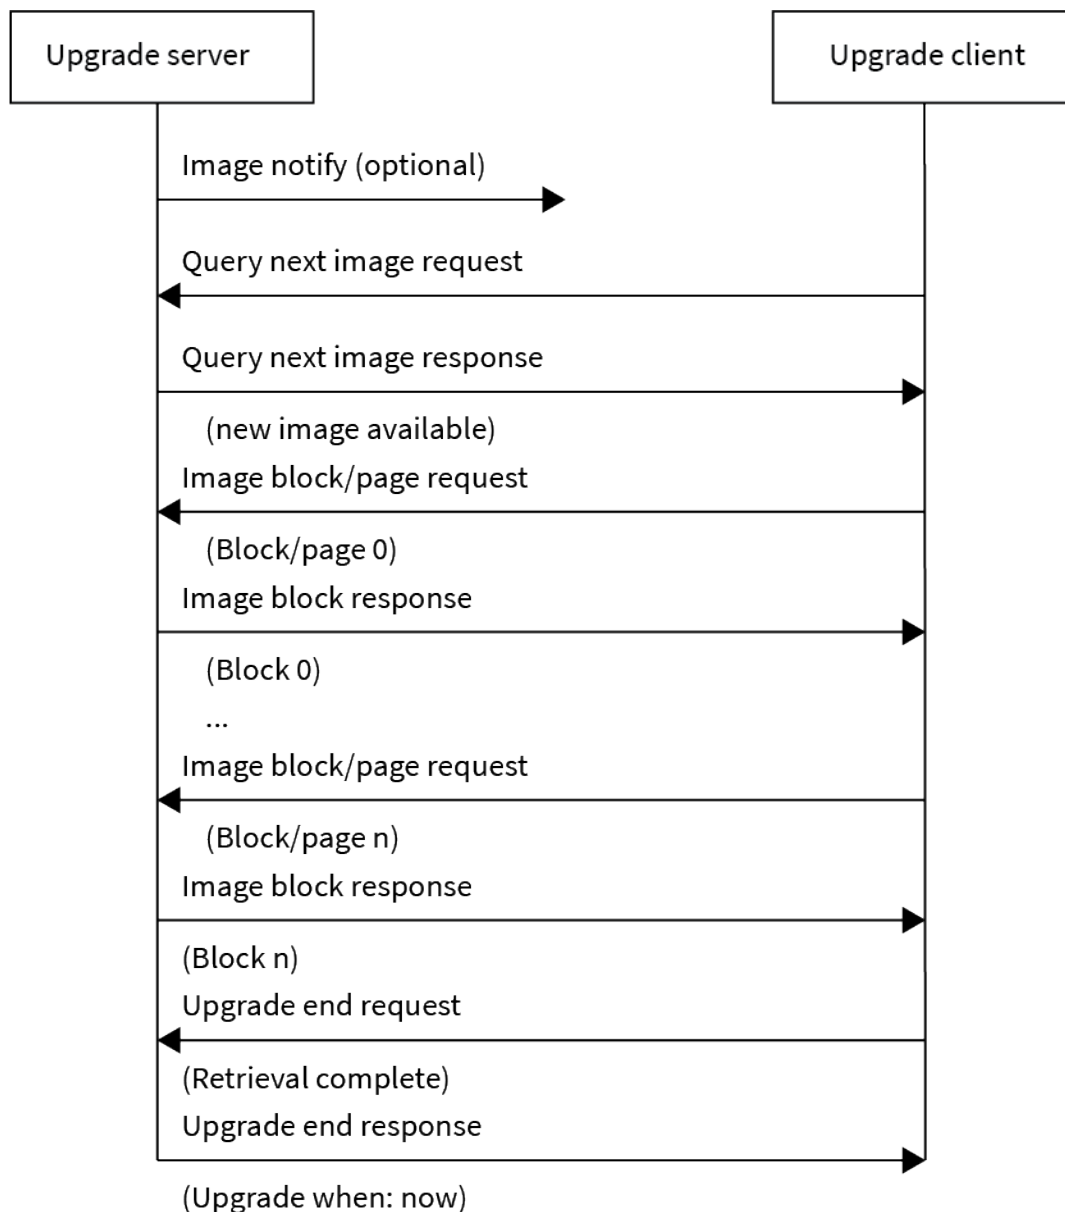 Upgrade server
Upgrade client
Image notify (optional)
Query next image request
Query next image response
(new image available)
Image block/page request
(Block/page 0)
Image block response
(Block 0)
...
Image block/page request
(Block/page n)
Image block response
(Block n)
Upgrade end request
(Retrieval complete)
Upgrade end response
(Upgrade when: now)